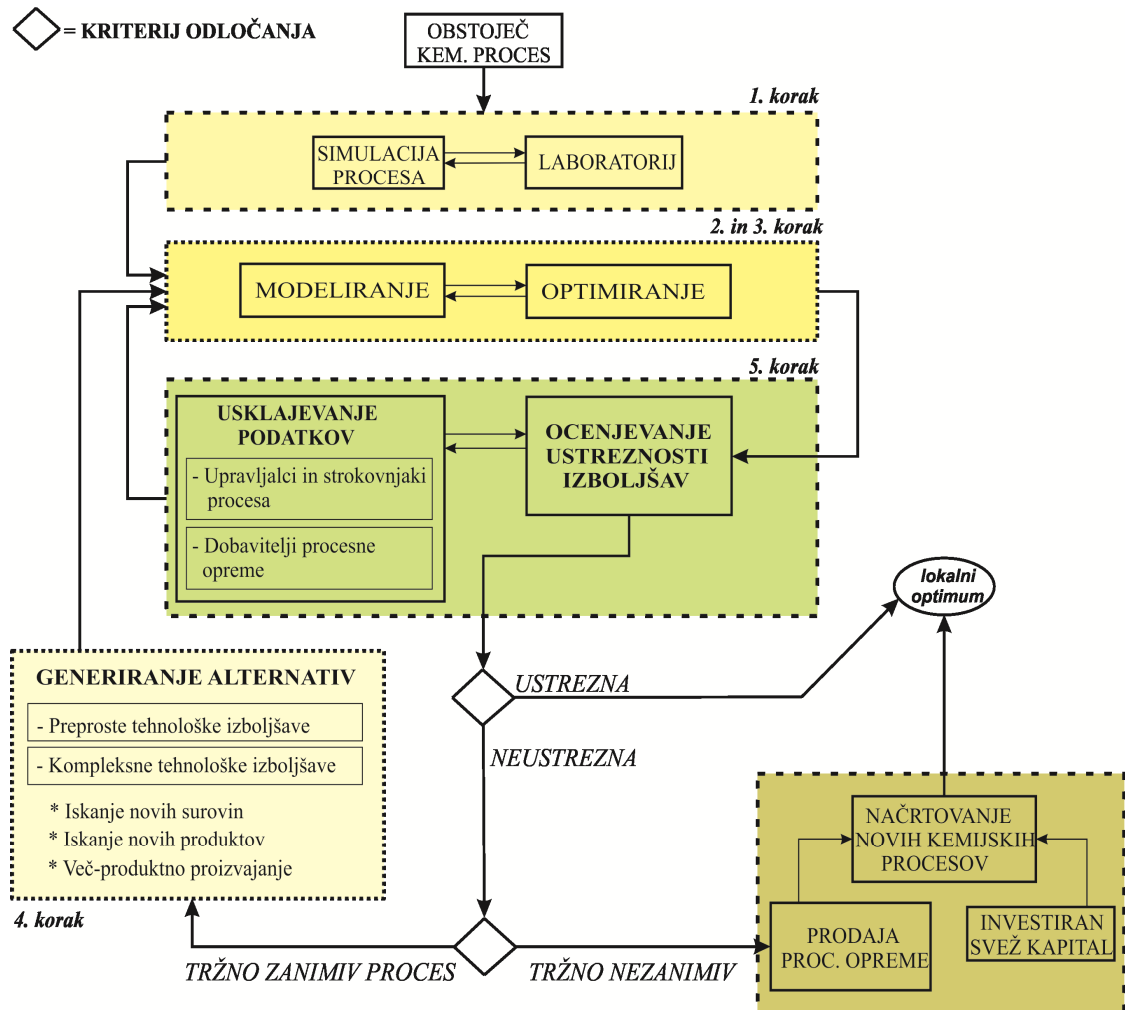 = KRITERIJ ODLOČANJA
OBSTOJEČ
KEM. PROCES
1. korak
SIMULACIJA
PROCESA
LABORATORIJ
2. in 3. korak
MODELIRANJE
OPTIMIRANJE
5. korak
USKLAJEVANJE
PODATKOV
- Upravljalci in strokovnjaki
procesa
- Dobavitelji procesne
opreme
OCENJEVANJE
USTREZNOSTI
IZBOLJŠAV
lokalni
optimum
GENERIRANJE ALTERNATIV
- Preproste tehnološke izboljšave
- Kompleksne tehnološke izboljšave
* Iskanje novih surovin
* Iskanje novih produktov
* Več-produktno proizvajanje
4. korak
USTREZNA
NEUSTREZNA
TRŽNO ZANIMIV PROCES
TRŽNO NEZANIMIV
NAČRTOVANJE
NOVIH KEMIJSKIH
PROCESOV
PRODAJA
PROC. OPREME
INVESTIRAN
SVEŽ KAPITAL